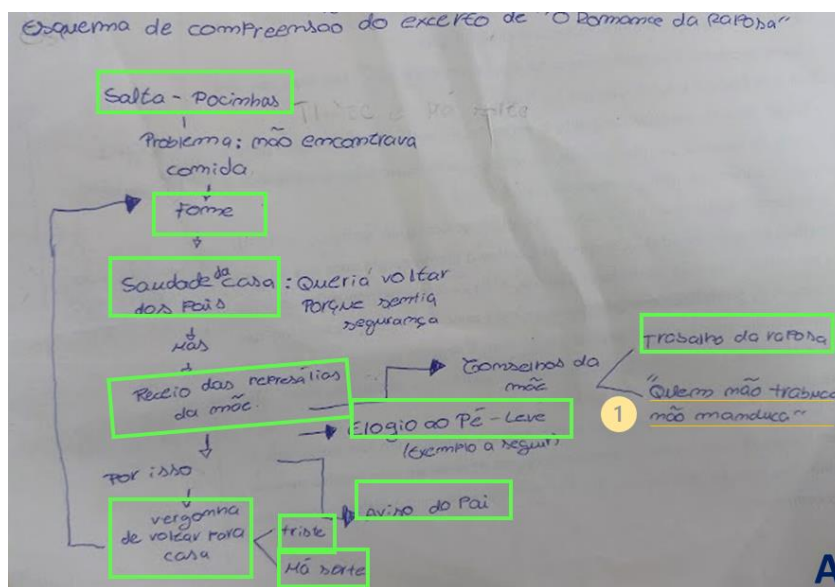 Esquema de compreensão do excerto de "O Romance da Raposa"
Salta - Pocinhas
Problema: não encontrava
comida
Fome
Saudade da casa : Queria voltar
dos pais porque sentia
segurança
Mas
Receio das represálias
da mãe.
Conselhos da
mãe
Trabalho da raposa
"Quem não trabuca
não manduca"
1
Elogio ao Pé-Leve
(exemplo a seguir)
Por isso
vergonha
de voltar para
casa
triste
Má sorte
Aviso do Pai
A